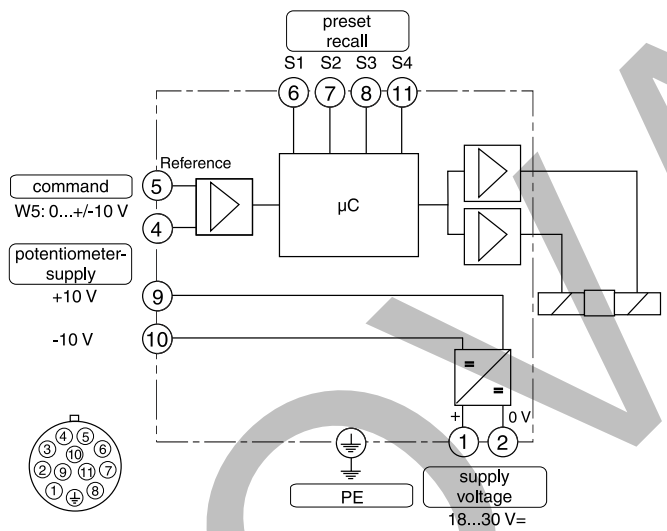 preset
recall
S1 S2 S3 S4
6 7 8 11
Reference
5
command
W5: 0...+/-10 V
4
µC
potentiometer-
supply
+10 V
9
-10 V
10
=
=
+ 0 V
1 2
PE
supply
voltage
18...30 V=
4 5
3 10 6
2 9 11 7
1 8